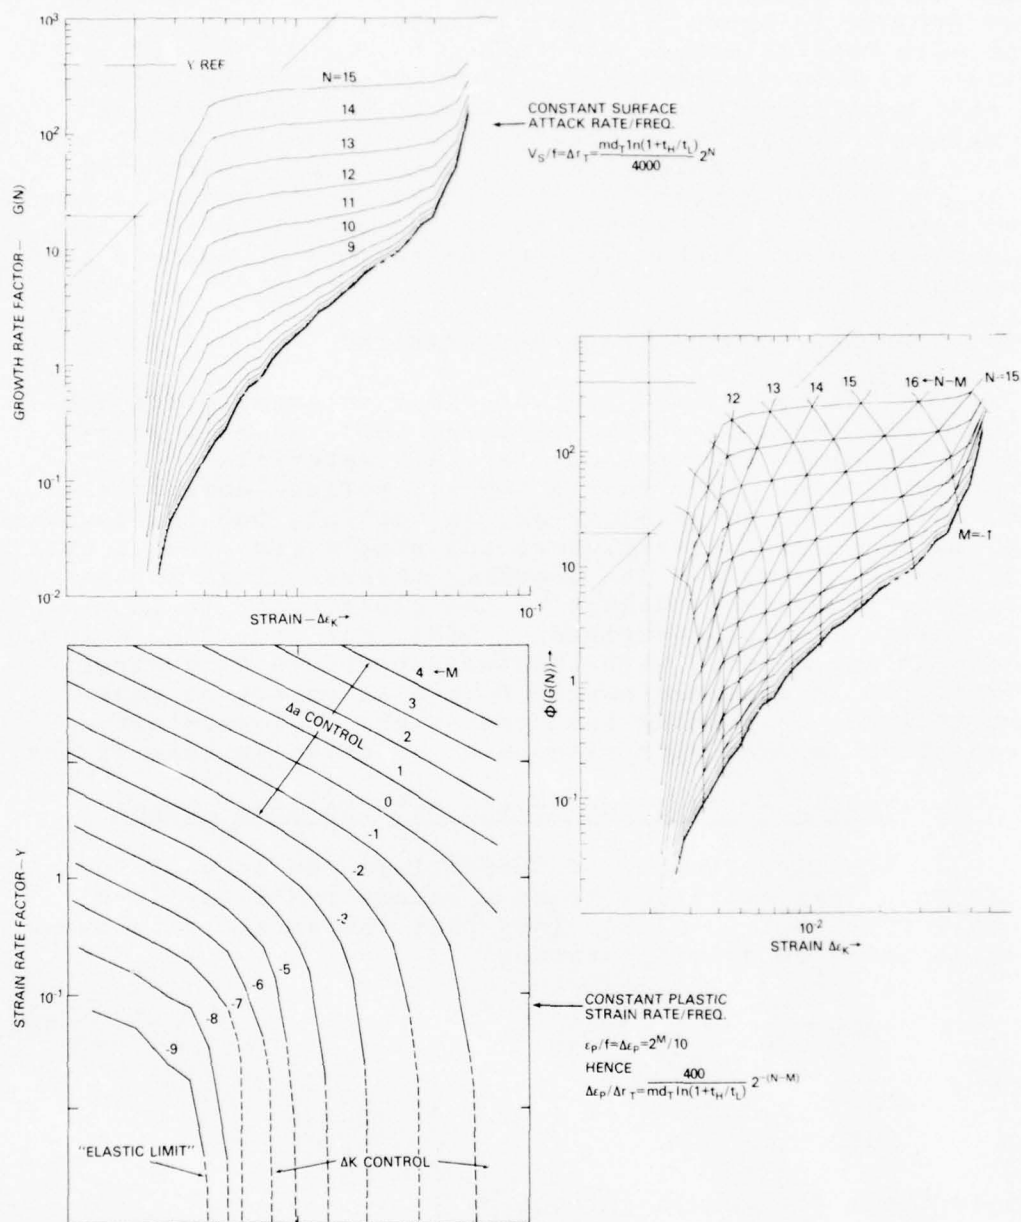 GROWTH RATE FACTOR— G(N)
10³
10²
10
1
10⁻¹
10⁻²
Y REF
N=15
14
13
12
11
10
9
10⁻¹
STRAIN—Δε_K→
CONSTANT SURFACE
ATTACK RATE/FREQ.
V_S/f=Δr_T=md_T ln(1+t_H/t_L)/4000 2^N
12
13
14
15
16←N-M
N=15
M=-1
Φ(G(N))→
10²
10
1
10⁻¹
10⁻²
STRAIN Δε_K→
STRAIN RATE FACTOR—Y
1
10⁻¹
4←M
3
2
1
0
-1
-2
-3
-5
-6
-7
-8
-9
Δa CONTROL
"ELASTIC LIMIT"
ΔK CONTROL
CONSTANT PLASTIC
STRAIN RATE/FREQ.
ε_P/f=Δε_P=2^M/10
HENCE
Δε_P/Δr_T=400/md_T ln(1+t_H/t_L) 2^-(N-M)